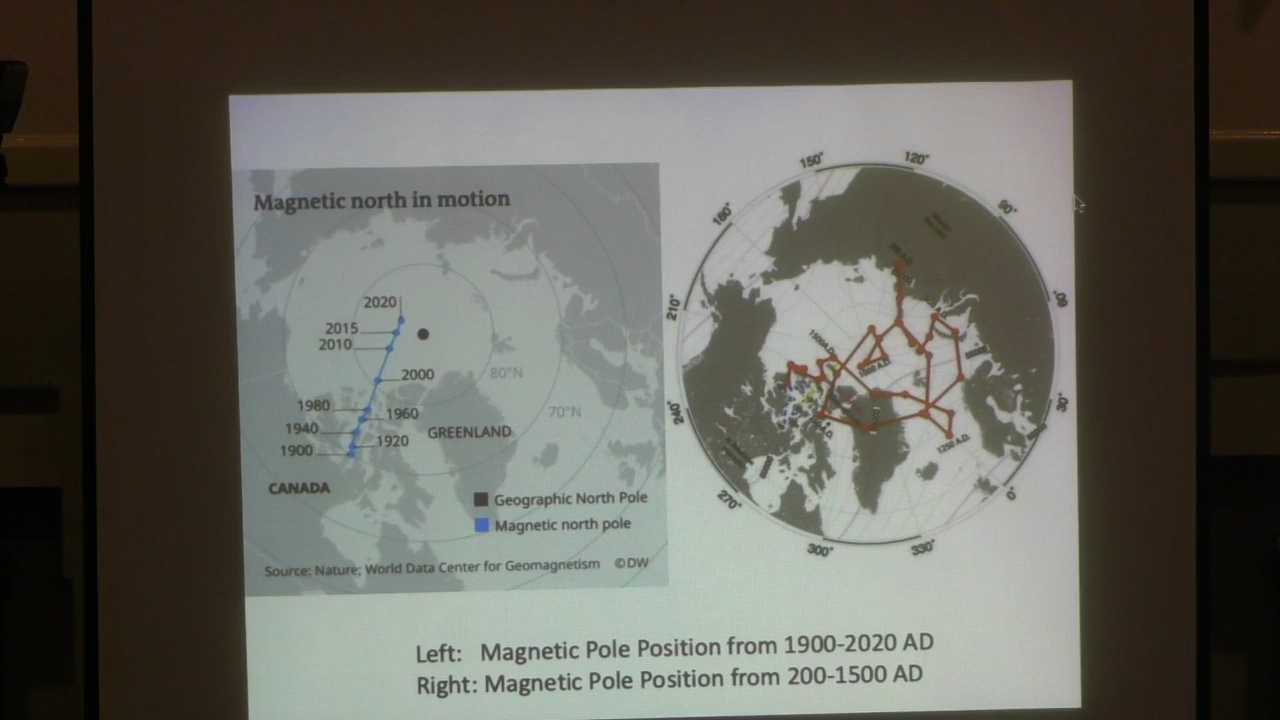 Magnetic north in motion
2020
2015
2010
2000
80°N
1980
1960
70°N
1940
1920
GREENLAND
1900
CANADA
Geographic North Pole
Magnetic north pole
Source: Nature; World Data Center for Geomagnetism ©DW
150°
120°
180°
90°
210°
60°
240°
30°
270°
0°
300°
330°
1250 A.D.
Left: Magnetic Pole Position from 1900-2020 AD
Right: Magnetic Pole Position from 200-1500 AD